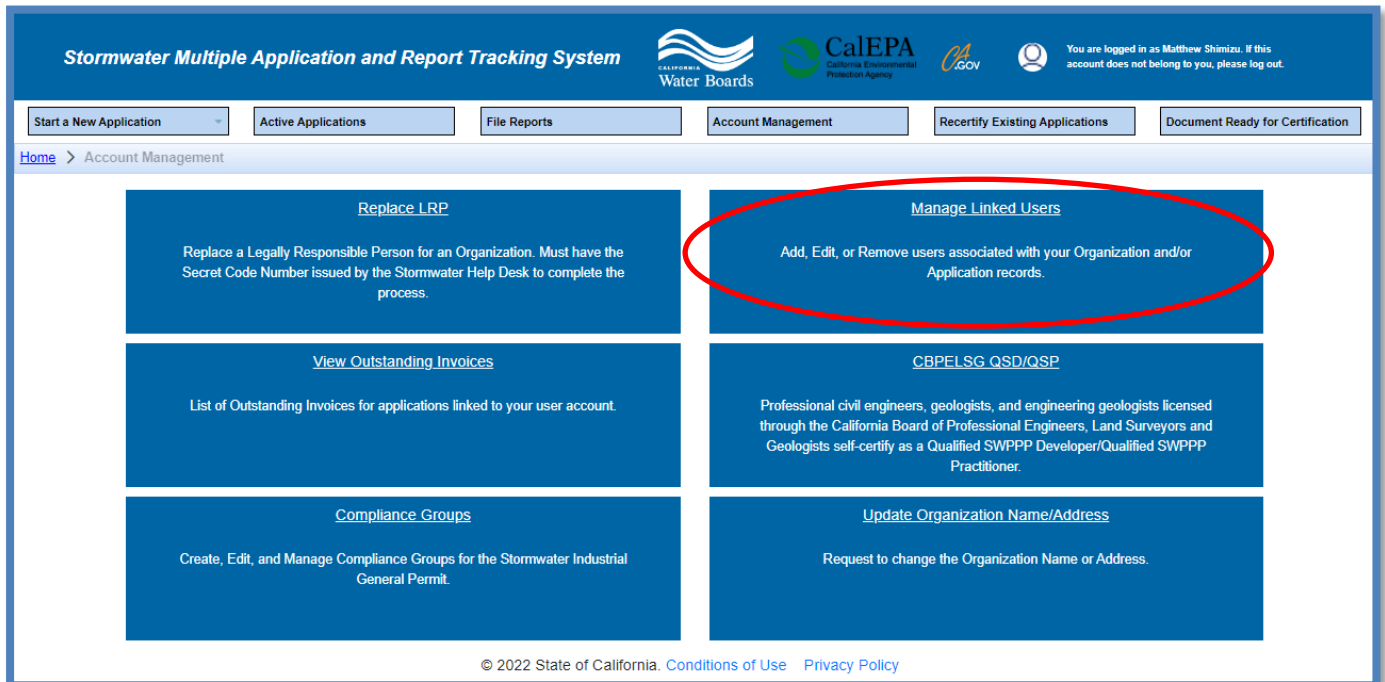 Stormwater Multiple Application and Report Tracking System
CALIFORNIA
Water Boards
CalEPA
California Environmental
Protection Agency
CA.GOV
You are logged in as Matthew Shimizu. If this
account does not belong to you, please log out.
Start a New Application
Active Applications
File Reports
Account Management
Recertify Existing Applications
Document Ready for Certification
Home > Account Management
Replace LRP
Replace a Legally Responsible Person for an Organization. Must have the
Secret Code Number issued by the Stormwater Help Desk to complete the
process.
Manage Linked Users
Add, Edit, or Remove users associated with your Organization and/or
Application records.
View Outstanding Invoices
List of Outstanding Invoices for applications linked to your user account.
CBPELSG QSD/QSP
Professional civil engineers, geologists, and engineering geologists licensed
through the California Board of Professional Engineers, Land Surveyors and
Geologists self-certify as a Qualified SWPPP Developer/Qualified SWPPP
Practitioner.
Compliance Groups
Create, Edit, and Manage Compliance Groups for the Stormwater Industrial
General Permit.
Update Organization Name/Address
Request to change the Organization Name or Address.
© 2022 State of California. Conditions of Use Privacy Policy